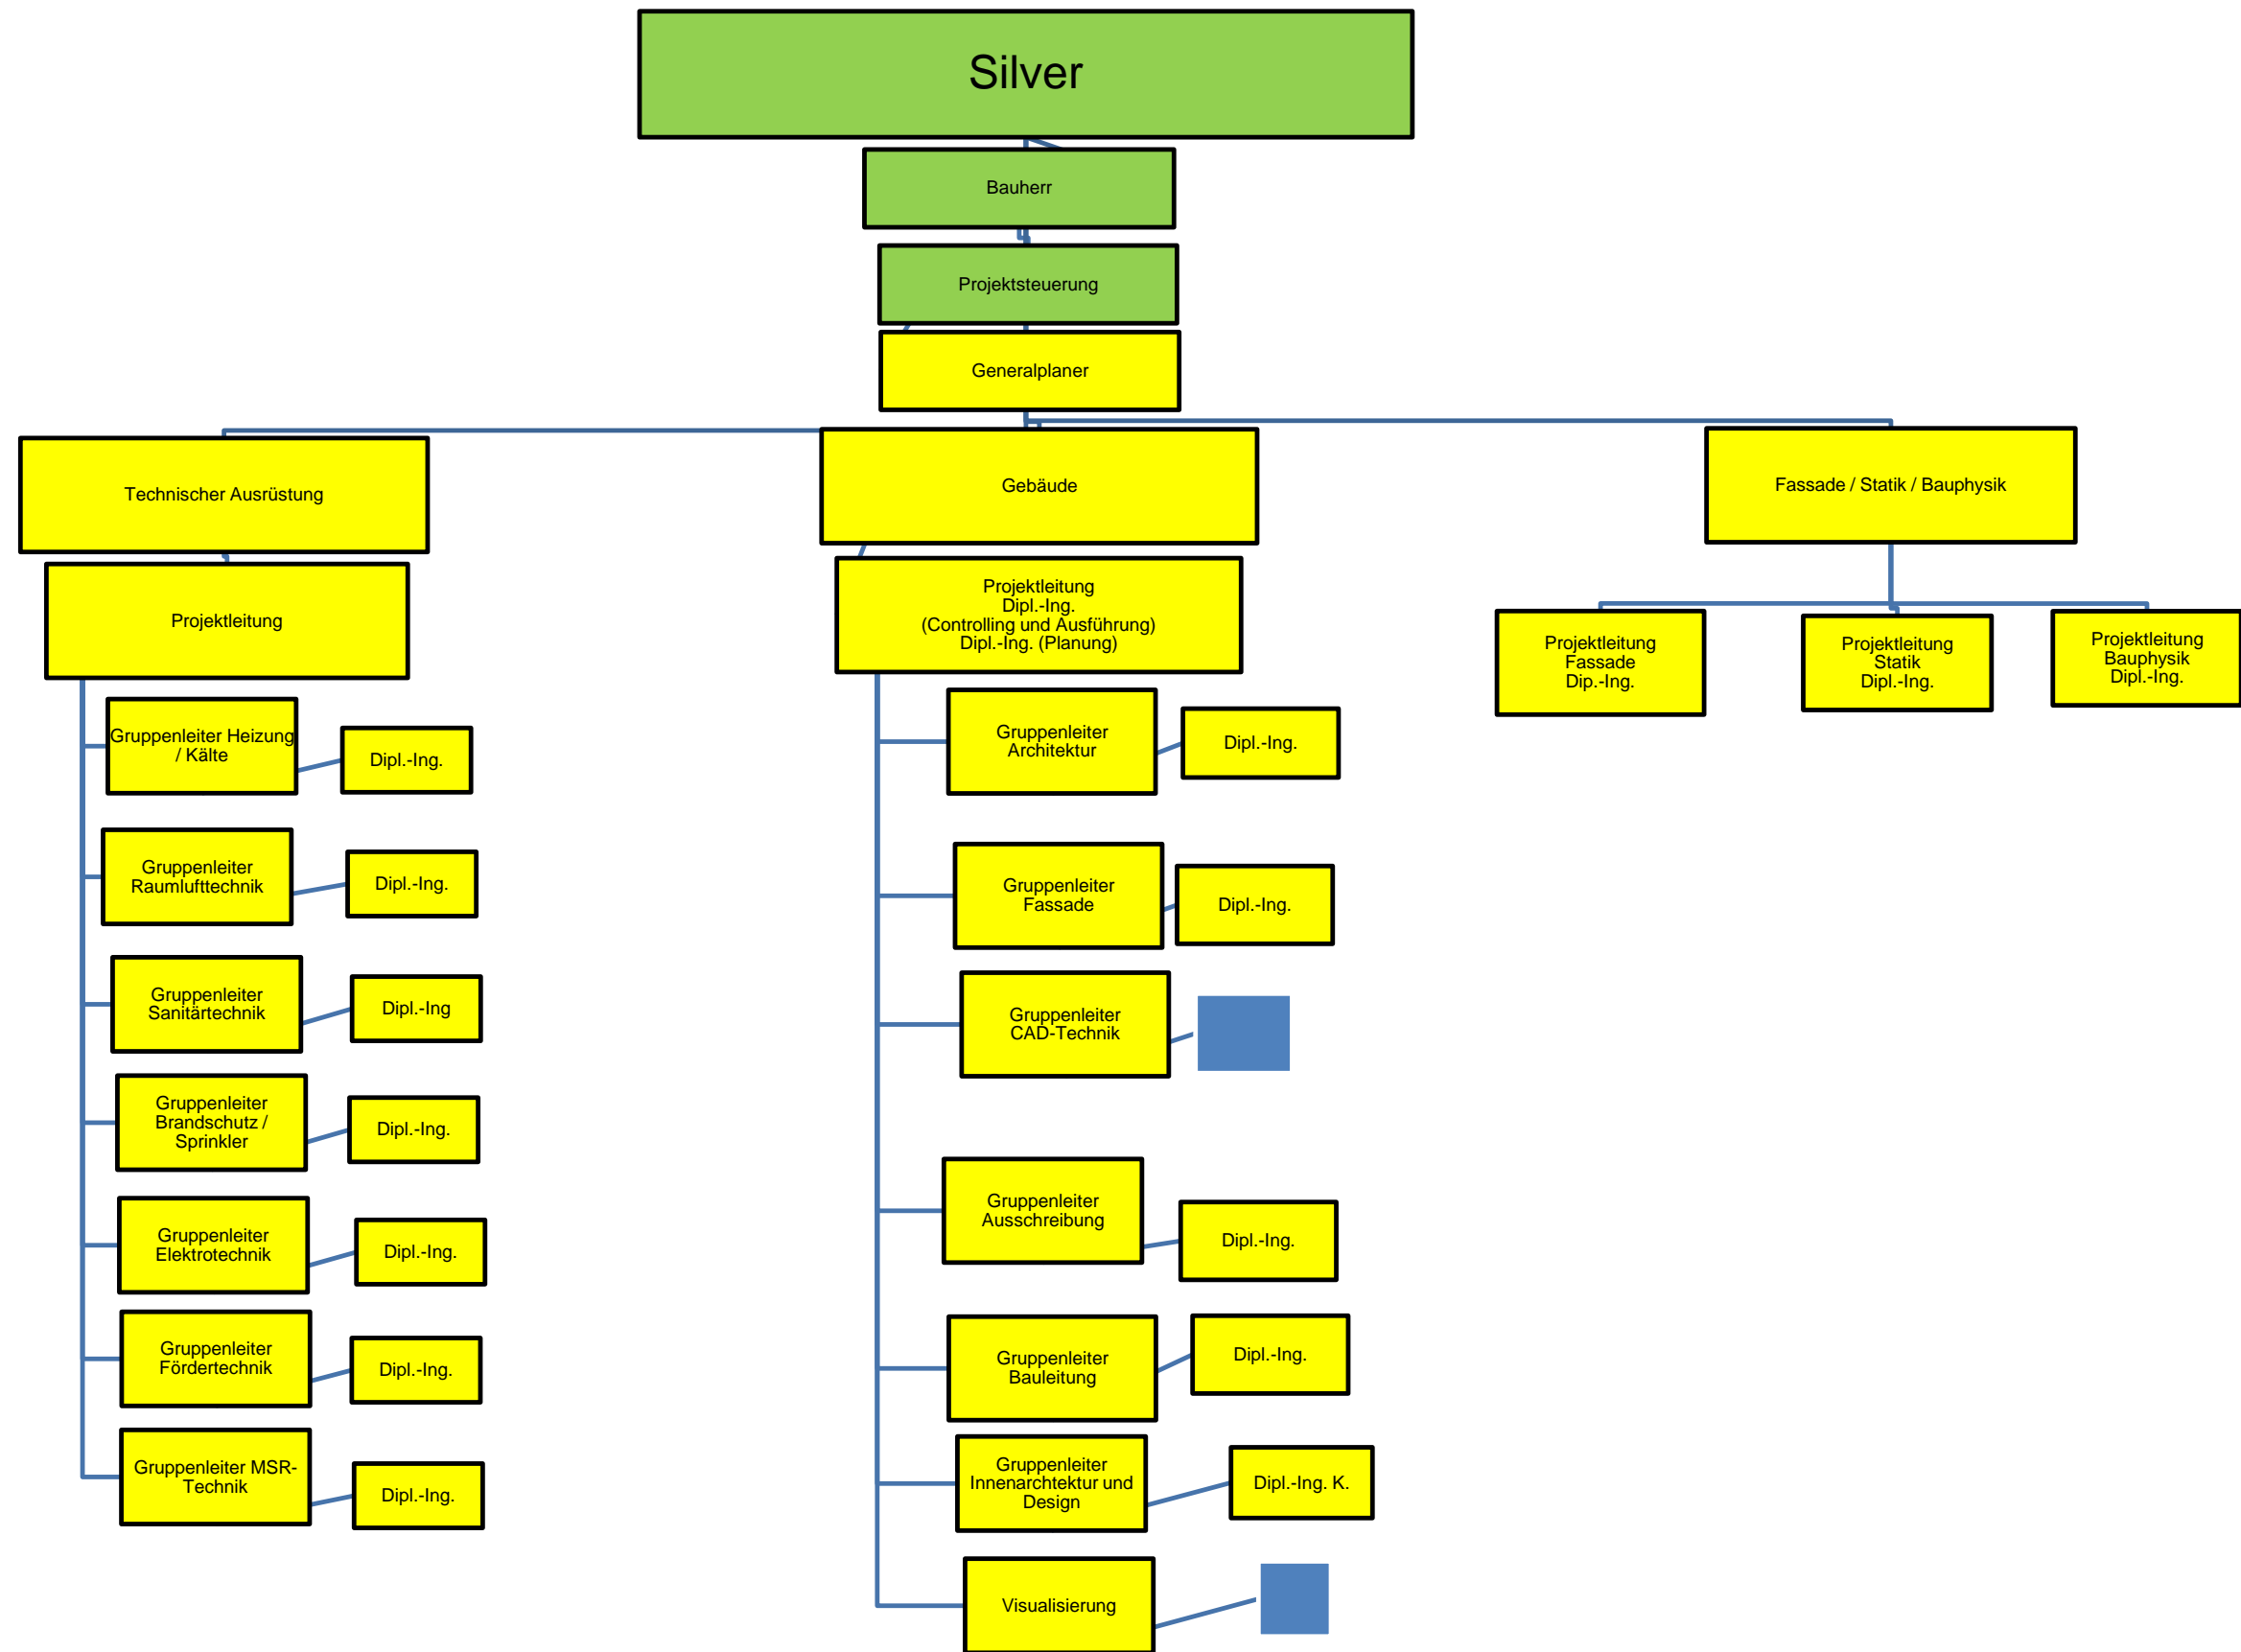 Silver
Bauherr
Projektsteuerung
Generalplaner
Technischer Ausrüstung
Gebäude
Fassade / Statik / Bauphysik
Projektleitung
Projektleitung
Dipl.-Ing.
(Controlling und Ausführung)
Dipl.-Ing. (Planung)
Projektleitung
Fassade
Dip.-Ing.
Projektleitung
Statik
Dipl.-Ing.
Projektleitung
Bauphysik
Dipl.-Ing.
Gruppenleiter Heizung
/ Kälte
Dipl.-Ing.
Gruppenleiter
Raumlufttechnik
Dipl.-Ing.
Gruppenleiter
Sanitärtechnik
Dipl.-Ing
Gruppenleiter
Brandschutz /
Sprinkler
Dipl.-Ing.
Gruppenleiter
Elektrotechnik
Dipl.-Ing.
Gruppenleiter
Fördertechnik
Dipl.-Ing.
Gruppenleiter MSR-
Technik
Dipl.-Ing.
Gruppenleiter
Architektur
Dipl.-Ing.
Gruppenleiter
Fassade
Dipl.-Ing.
Gruppenleiter
CAD-Technik
Gruppenleiter
Ausschreibung
Dipl.-Ing.
Gruppenleiter
Bauleitung
Dipl.-Ing.
Gruppenleiter
Innenarchtektur und
Design
Dipl.-Ing. K.
Visualisierung